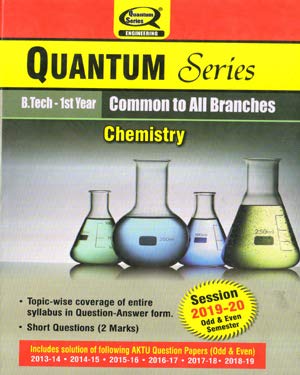 Quantum
Series
®
ENGINEERING
QUANTUM Series
B.Tech - 1st Year Common to All Branches
Chemistry
250ml
250ml
• Topic-wise coverage of entire
syllabus in Question-Answer form.
• Short Questions (2 Marks)
Session
2019-20
Odd & Even
Semester
Includes solution of following AKTU Question Papers (Odd & Even)
2013-14 • 2014-15 • 2015-16 • 2016-17 • 2017-18 • 2018-19